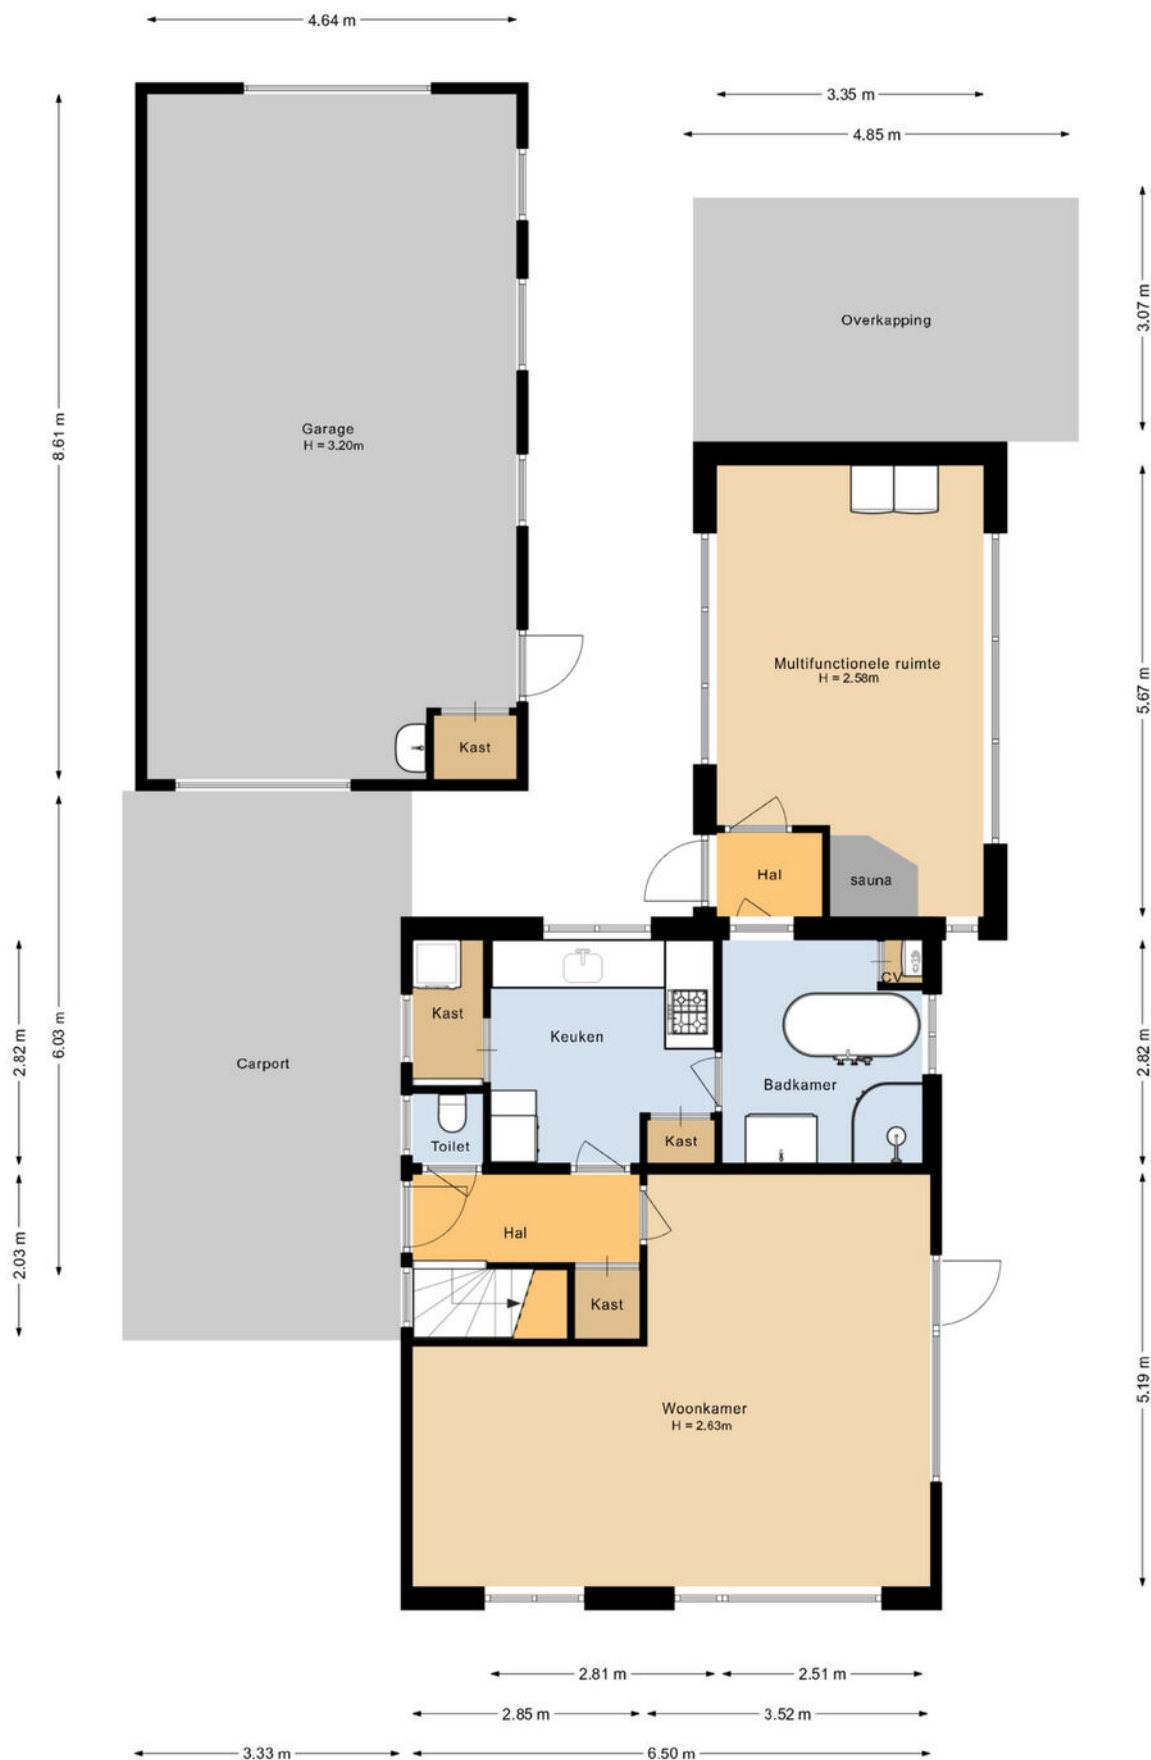 4.64 m
3.35 m
4.85 m
3.07 m
Overkapping
8.61 m
Garage
H = 3.20m
5.67 m
Multifunctionele ruimte
H = 2.58m
Kast
Hal
sauna
2.82 m
6.03 m
Kast
Keuken
CV
2.82 m
Carport
Badkamer
Toilet
Kast
2.03 m
Hal
Kast
5.19 m
Woonkamer
H = 2.63m
2.81 m
2.51 m
2.85 m
3.52 m
3.33 m
6.50 m